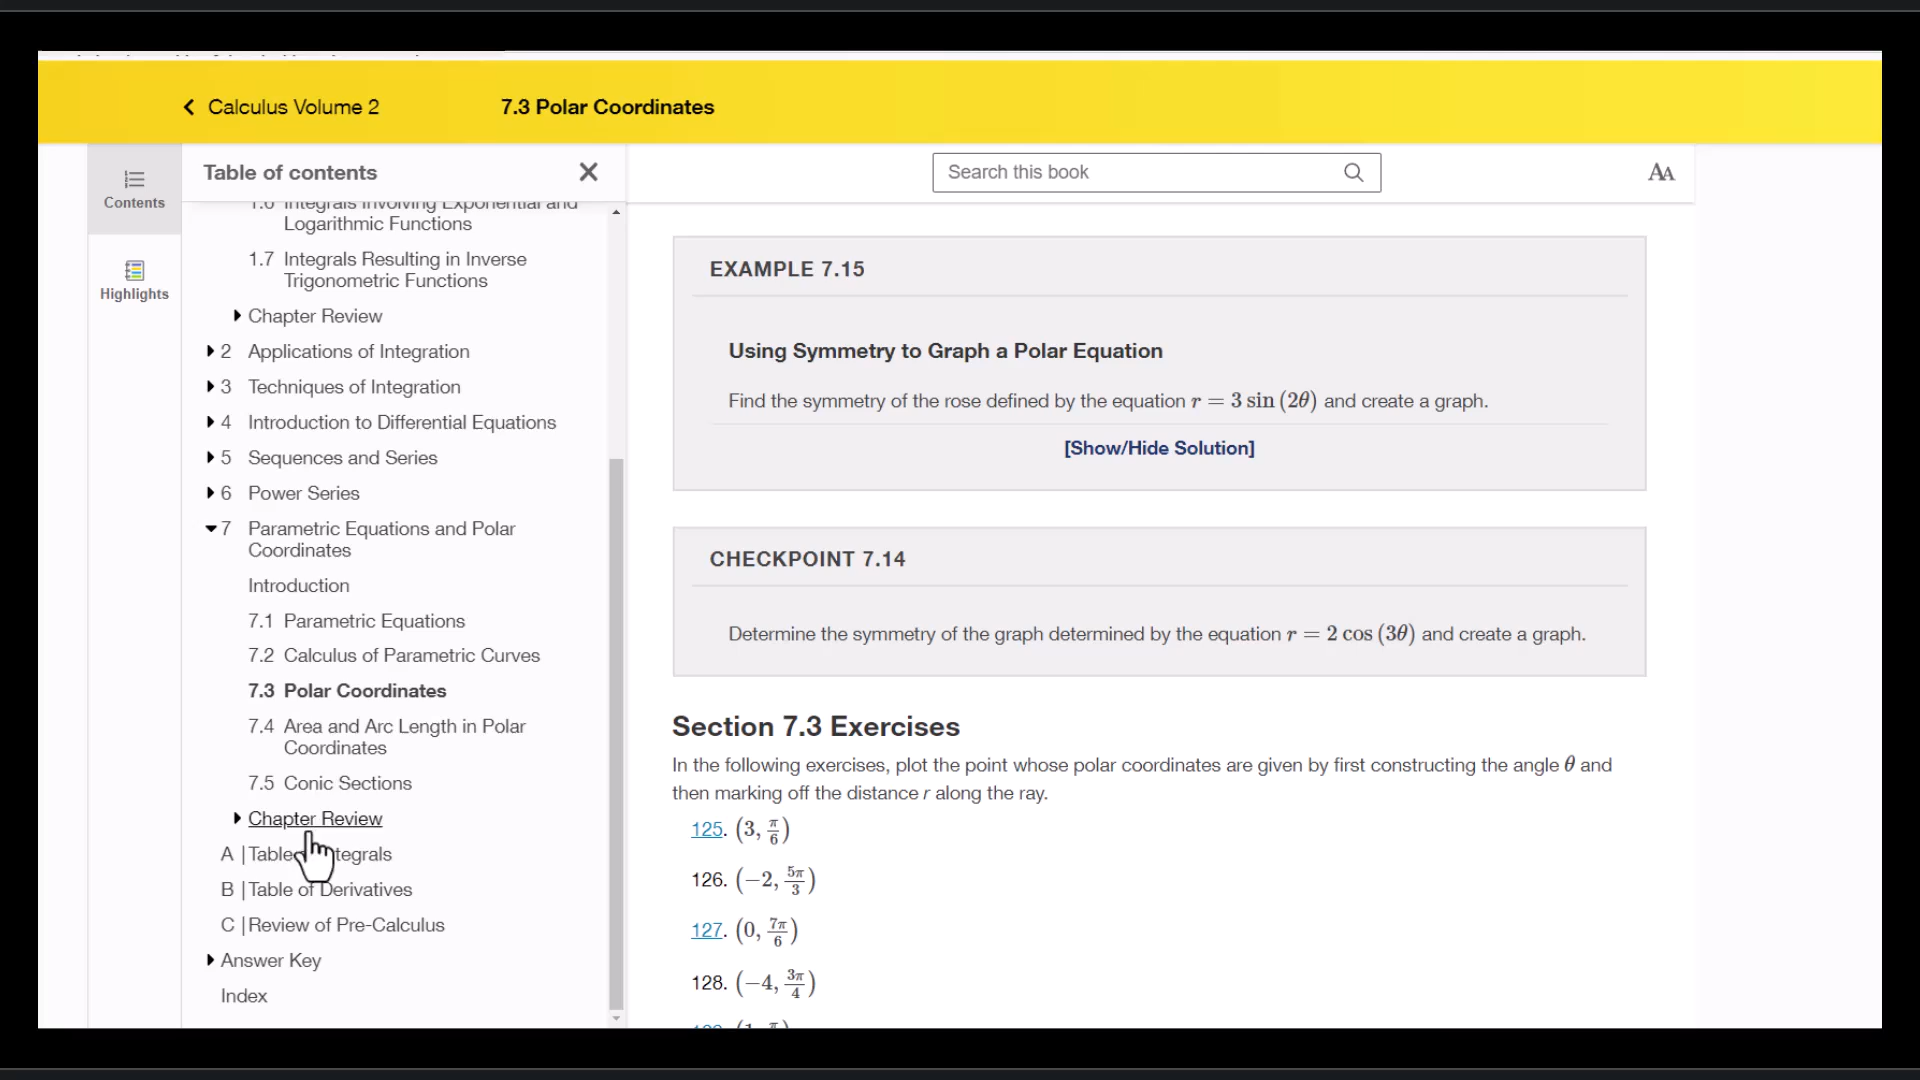 Calculus Volume 2
7.3 Polar Coordinates
Contents
Highlights
Table of contents
1.6 Integrals Involving Exponential and
Logarithmic Functions
1.7 Integrals Resulting in Inverse
Trigonometric Functions
Chapter Review
2 Applications of Integration
3 Techniques of Integration
4 Introduction to Differential Equations
5 Sequences and Series
6 Power Series
7 Parametric Equations and Polar
Coordinates
Introduction
7.1 Parametric Equations
7.2 Calculus of Parametric Curves
7.3 Polar Coordinates
7.4 Area and Arc Length in Polar
Coordinates
7.5 Conic Sections
Chapter Review
A | Table tegrals
B | Table of Derivatives
C | Review of Pre-Calculus
Answer Key
Index
Search this book
AA
EXAMPLE 7.15
Using Symmetry to Graph a Polar Equation
Find the symmetry of the rose defined by the equation r = 3 sin (2θ) and create a graph.
[Show/Hide Solution]
CHECKPOINT 7.14
Determine the symmetry of the graph determined by the equation r = 2 cos (3θ) and create a graph.
Section 7.3 Exercises
In the following exercises, plot the point whose polar coordinates are given by first constructing the angle θ and
then marking off the distance r along the ray.
125. (3, π/6)
126. (−2, 5π/3)
127. (0, 7π/6)
128. (−4, 3π/4)